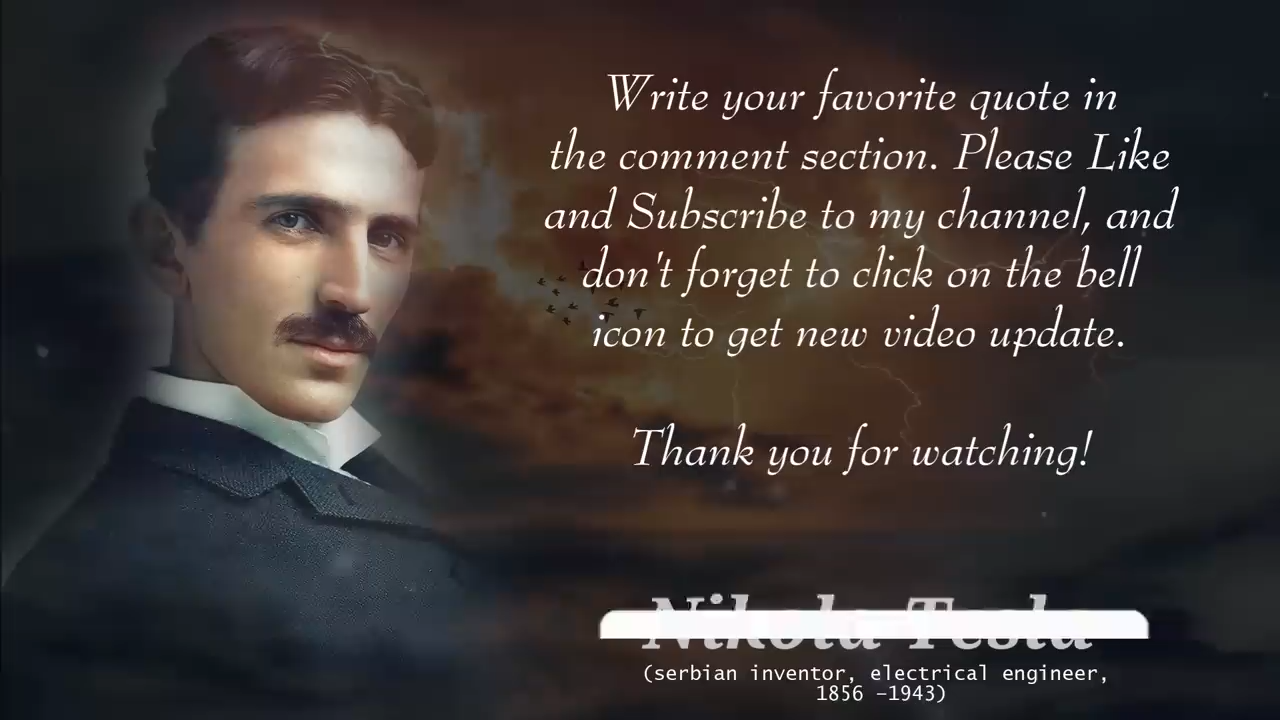 Write your favorite quote in
the comment section. Please Like
and Subscribe to my channel, and
don't forget to click on the bell
icon to get new video update.
Thank you for watching!
Nikola Tesla
(serbian inventor, electrical engineer,
1856 –1943)